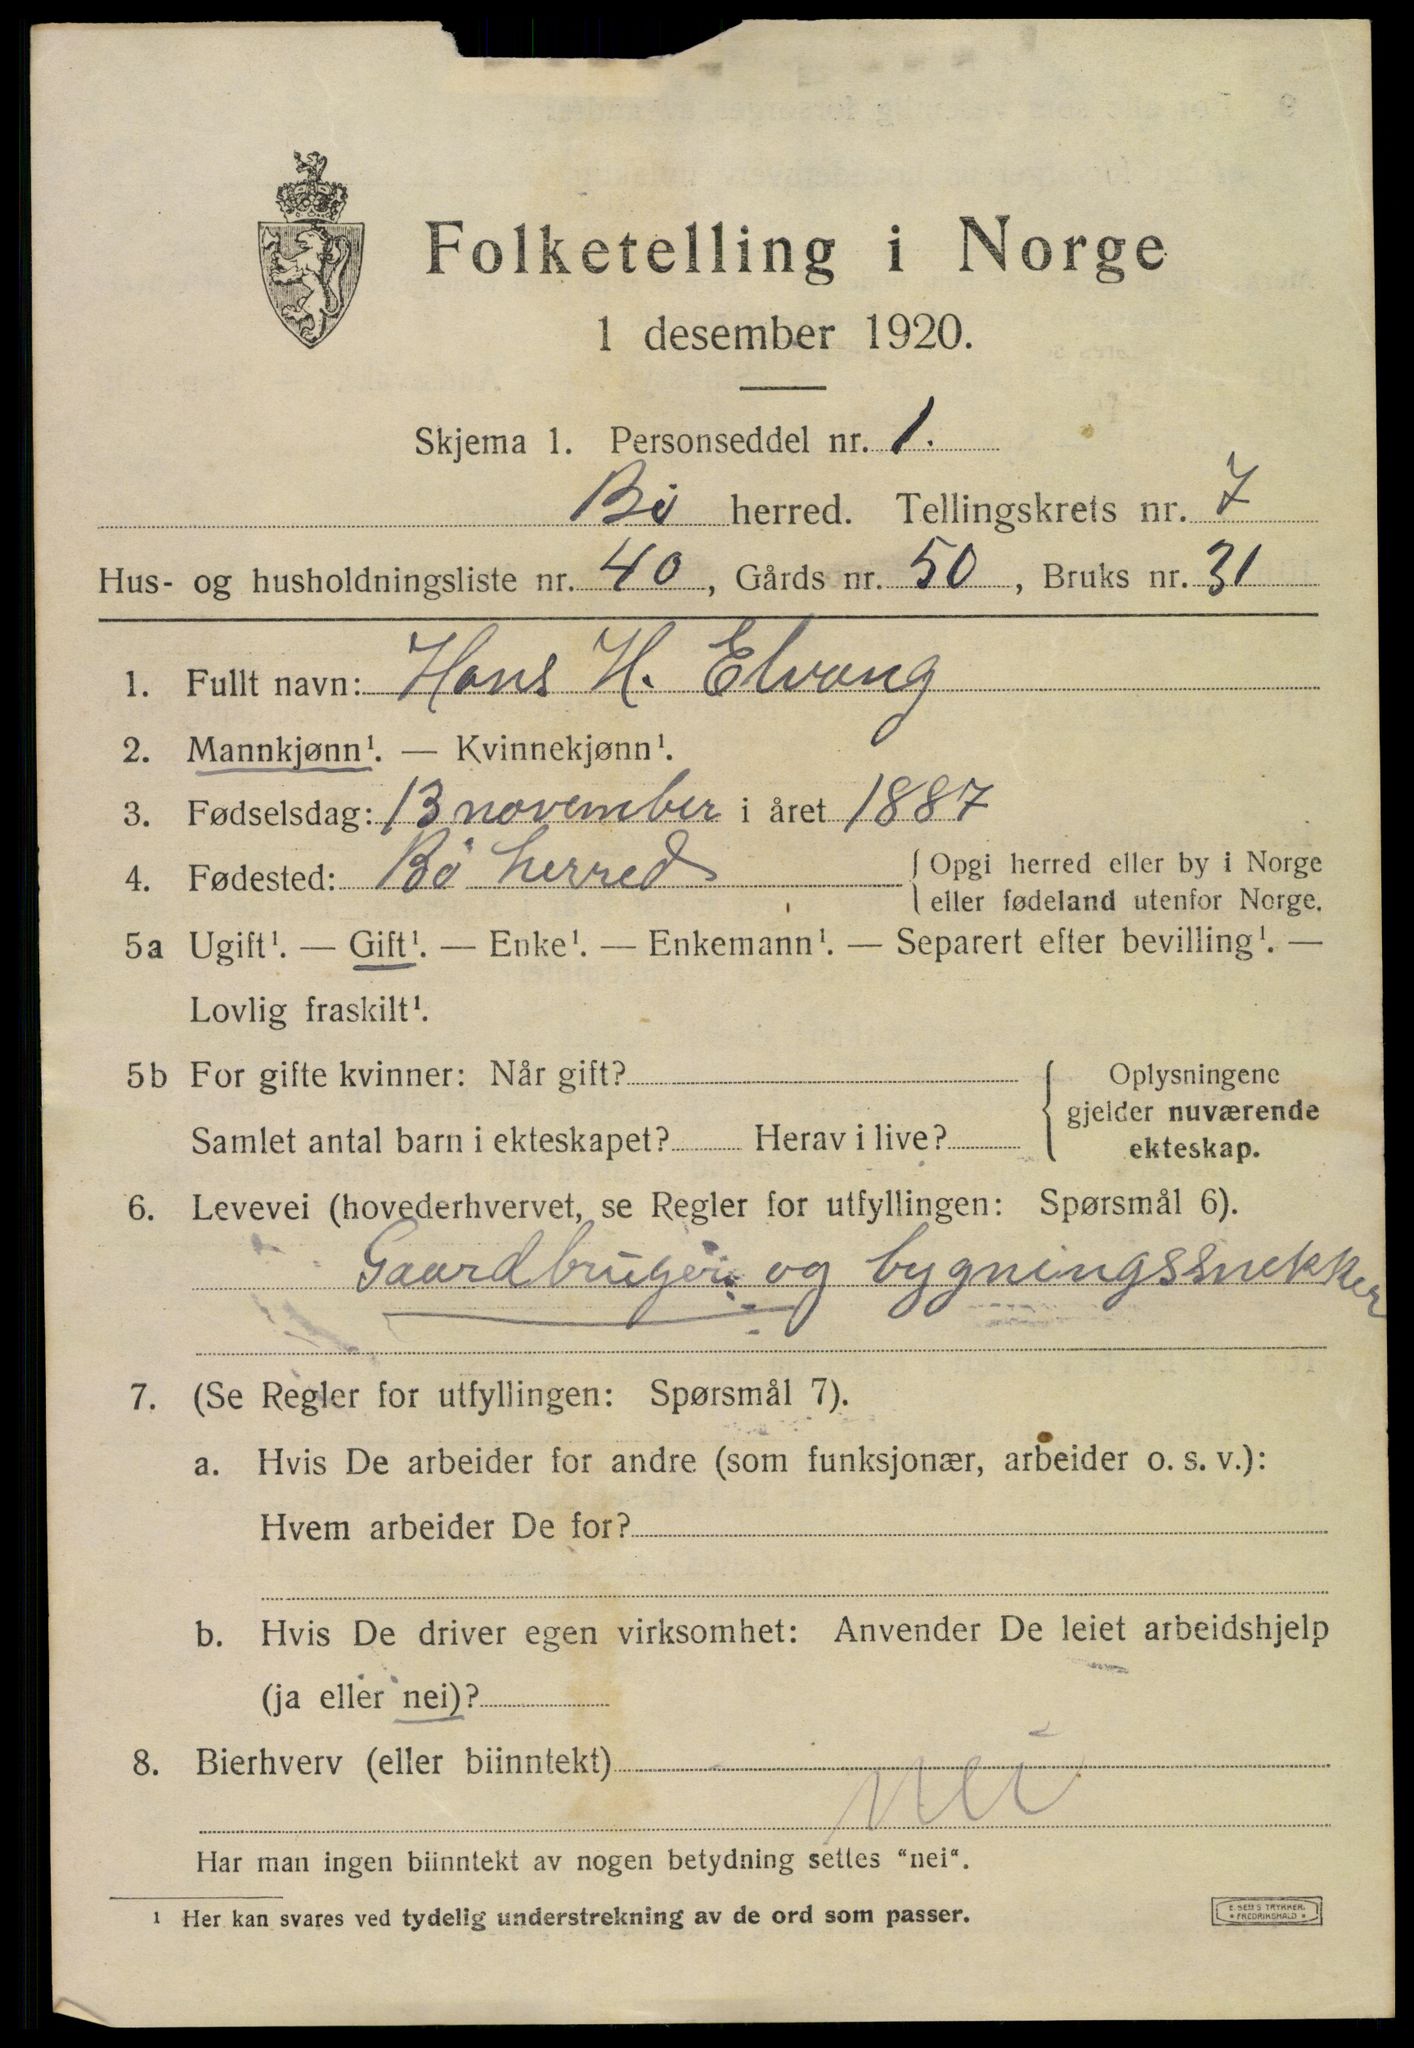 Folketelling i Norge
1 desember 1920.
Skjema 1. Personseddel nr. 1.
Bø herred. Tellingskrets nr. 7
Hus- og husholdningsliste nr. 40, Gårds nr. 50, Bruks nr. 31
1. Fullt navn: Hans H. Elvang
2. Mannkjønn¹. — Kvinnekjønn¹.
3. Fødselsdag: 13 november i året 1887
4. Fødested: Bø herred { Opgi herred eller by i Norge
eller fødeland utenfor Norge.
5a Ugift¹. — Gift¹. — Enke¹. — Enkemann¹. — Separert efter bevilling¹. —
Lovlig fraskilt¹.
5b For gifte kvinner: Når gift?
Samlet antal barn i ekteskapet? Herav i live?
{ Oplysningene
gjelder nuværende
ekteskap.
6. Levevei (hovederhvervet, se Regler for utfyllingen: Spørsmål 6).
Gaardbruger og bygningssnekker
7. (Se Regler for utfyllingen: Spørsmål 7).
a. Hvis De arbeider for andre (som funksjonær, arbeider o. s. v.):
Hvem arbeider De for?
b. Hvis De driver egen virksomhet: Anvender De leiet arbeidshjelp
(ja eller nei)?
8. Bierhverv (eller biinntekt) nei
Har man ingen biinntekt av nogen betydning settes “nei“.
1 Her kan svares ved tydelig understrekning av de ord som passer.
E. SEM'S TRYKKERI
* FREDRIKSHALD *